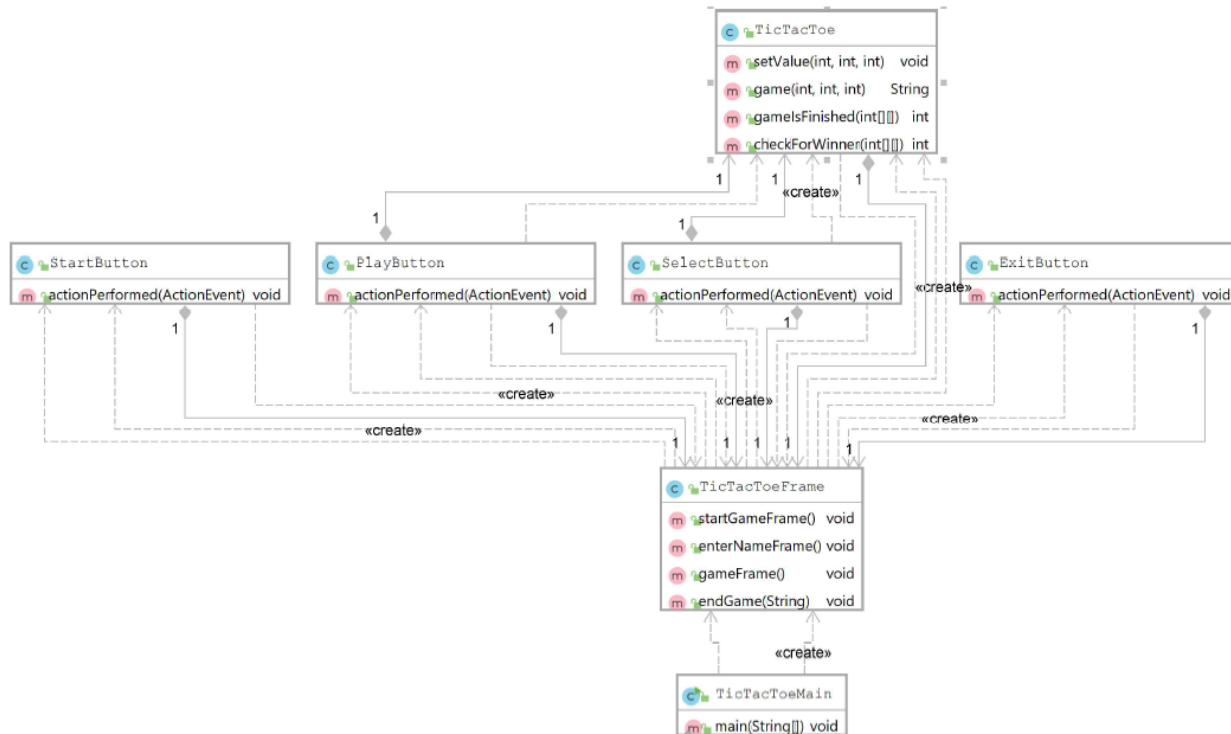 TicTacToe
setValue(int, int, int) void
game(int, int, int) String
gameIsFinished(int[][]) int
checkForWinner(int[][]) int
1 1 «create» 1
1 1
StartButton
actionPerformed(ActionEvent) void
PlayButton
actionPerformed(ActionEvent) void
SelectButton
actionPerformed(ActionEvent) void
ExitButton
actionPerformed(ActionEvent) void
«create»
1 1 1 1
«create» «create»
«create» «create»
1 1 1 1 1
TicTacToeFrame
startGameFrame() void
enterNameFrame() void
gameFrame() void
endGame(String) void
«create»
TicTacToeMain
main(String[]) void